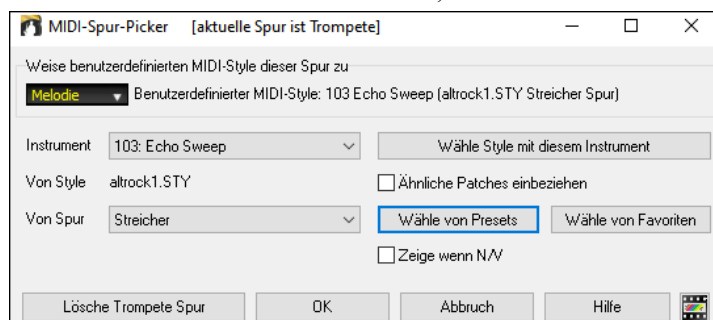 MIDI-Spur-Picker [aktuelle Spur ist Trompete]
Weise benutzerdefinierten MIDI-Style dieser Spur zu
Melodie Benutzerdefinierter MIDI-Style: 103 Echo Sweep (altrock1.STY Streicher Spur)
Instrument 103: Echo Sweep Wähle Style mit diesem Instrument
Von Style altrock1.STY Ähnliche Patches einbeziehen
Von Spur Streicher Wähle von Presets Wähle von Favoriten
Zeige wenn N/V
Lösche Trompete Spur OK Abbruch Hilfe